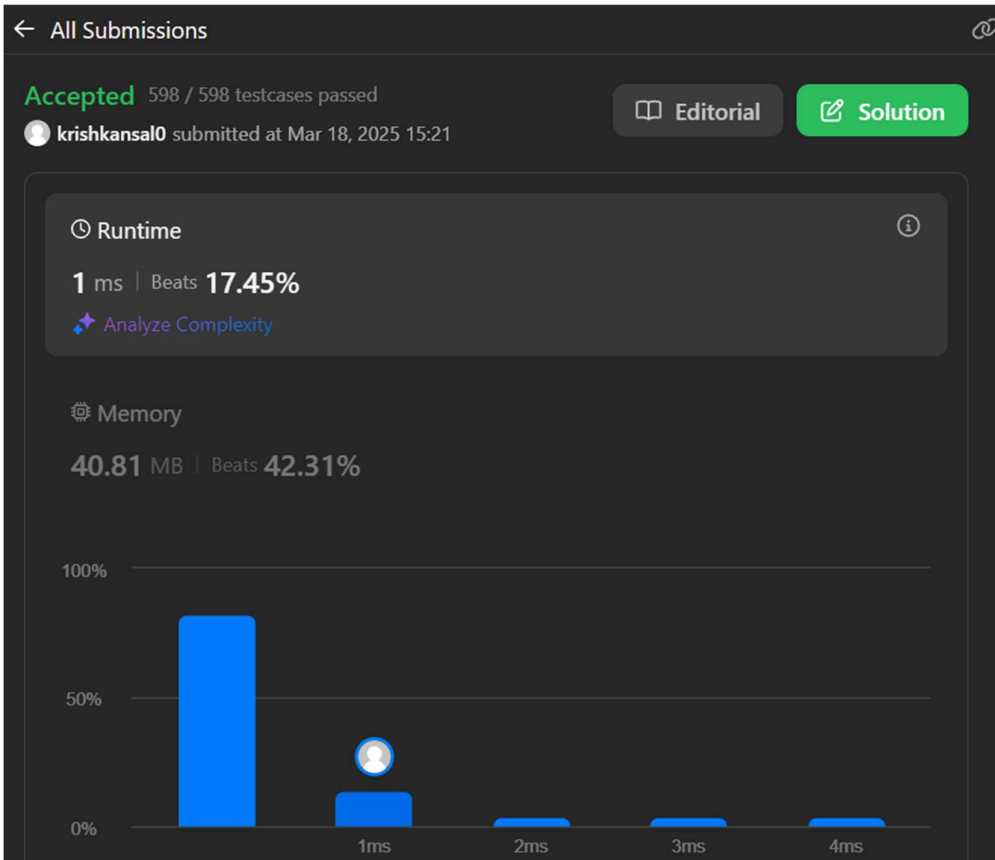 All Submissions
Accepted 598 / 598 testcases passed
Editorial
Solution
krishkansal0 submitted at Mar 18, 2025 15:21
Runtime
1 ms | Beats 17.45%
Analyze Complexity
Memory
40.81 MB | Beats 42.31%
100%
50%
0%
1ms 2ms 3ms 4ms